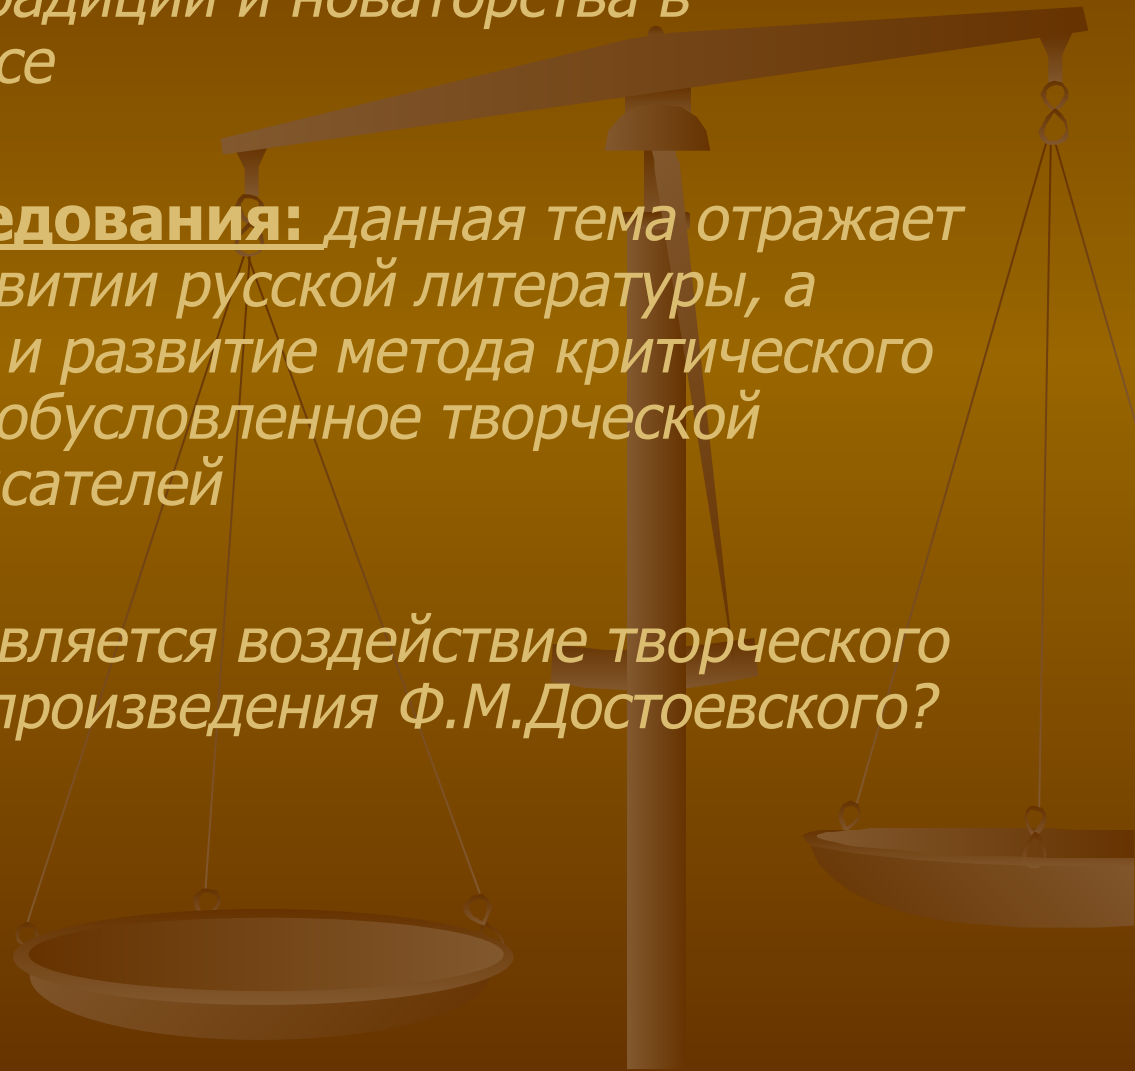 радиции и новаторства в
се
едования: данная тема отражает
витии русской литературы, а
и развитие метода критического
обусловленное творческой
сателей
вляется воздействие творческого
произведения Ф.М.Достоевского?